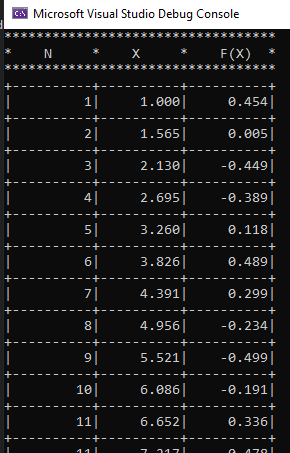 Microsoft Visual Studio Debug Console
**********************************
*    N     *    X     *   F(X)  *
**********************************
+----------+----------+----------+
|         1|     1.000|     0.454|
+----------+----------+----------+
|         2|     1.565|     0.005|
+----------+----------+----------+
|         3|     2.130|    -0.449|
+----------+----------+----------+
|         4|     2.695|    -0.389|
+----------+----------+----------+
|         5|     3.260|     0.118|
+----------+----------+----------+
|         6|     3.826|     0.489|
+----------+----------+----------+
|         7|     4.391|     0.299|
+----------+----------+----------+
|         8|     4.956|    -0.234|
+----------+----------+----------+
|         9|     5.521|    -0.499|
+----------+----------+----------+
|        10|     6.086|    -0.191|
+----------+----------+----------+
|        11|     6.652|     0.336|
+----------+----------+----------+